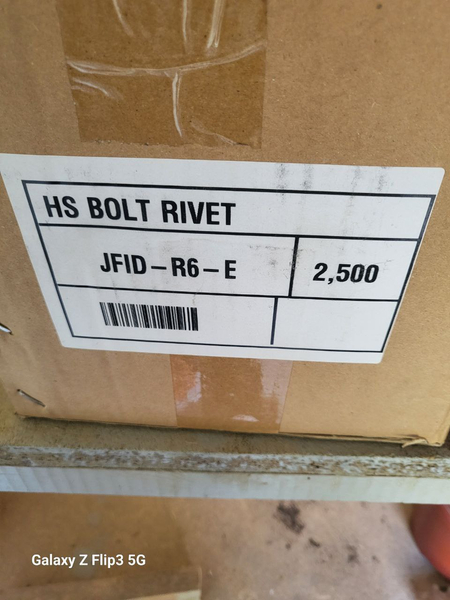 HS BOLT RIVET
JFID-R6-E
2,500
Galaxy Z Flip3 5G